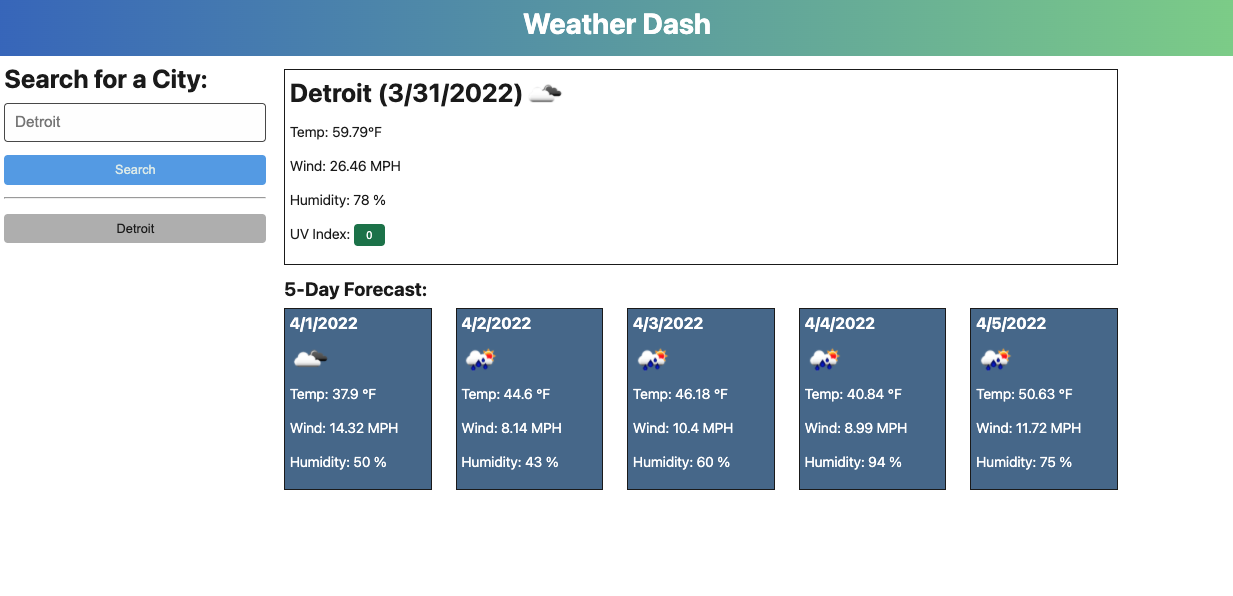 Weather Dash
Search for a City:
Detroit
Search
Detroit
Detroit (3/31/2022)
Temp: 59.79°F
Wind: 26.46 MPH
Humidity: 78 %
UV Index: 0
5-Day Forecast:
4/1/2022
Temp: 37.9 °F
Wind: 14.32 MPH
Humidity: 50 %
4/2/2022
Temp: 44.6 °F
Wind: 8.14 MPH
Humidity: 43 %
4/3/2022
Temp: 46.18 °F
Wind: 10.4 MPH
Humidity: 60 %
4/4/2022
Temp: 40.84 °F
Wind: 8.99 MPH
Humidity: 94 %
4/5/2022
Temp: 50.63 °F
Wind: 11.72 MPH
Humidity: 75 %